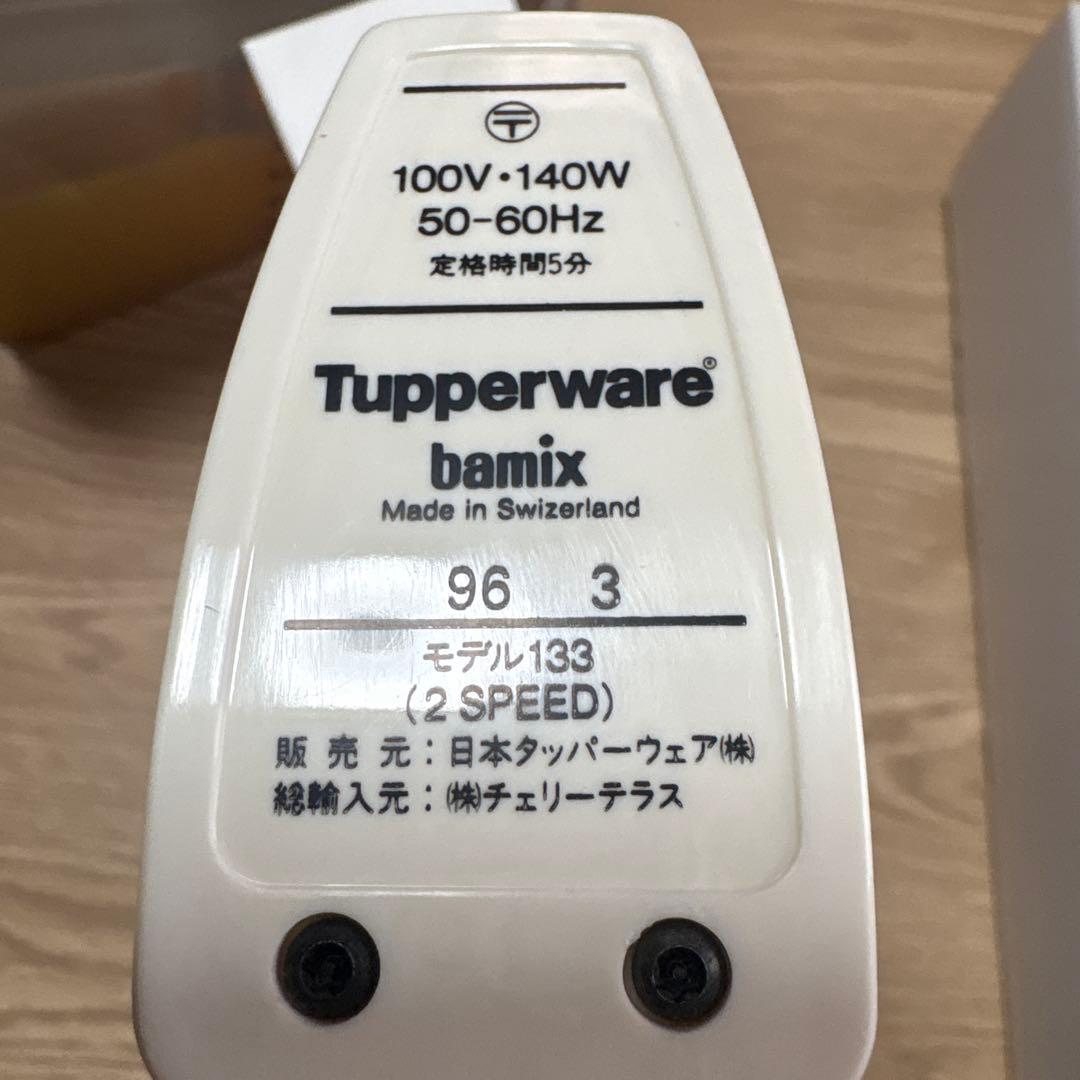 〶
100V・140W
50-60Hz
定格時間5分
Tupperware®
bamix
Made in Swizerland
96 3
モデル133
(2 SPEED)
販売元：日本タッパーウェア㈱
総輸入元：㈱チェリーテラス